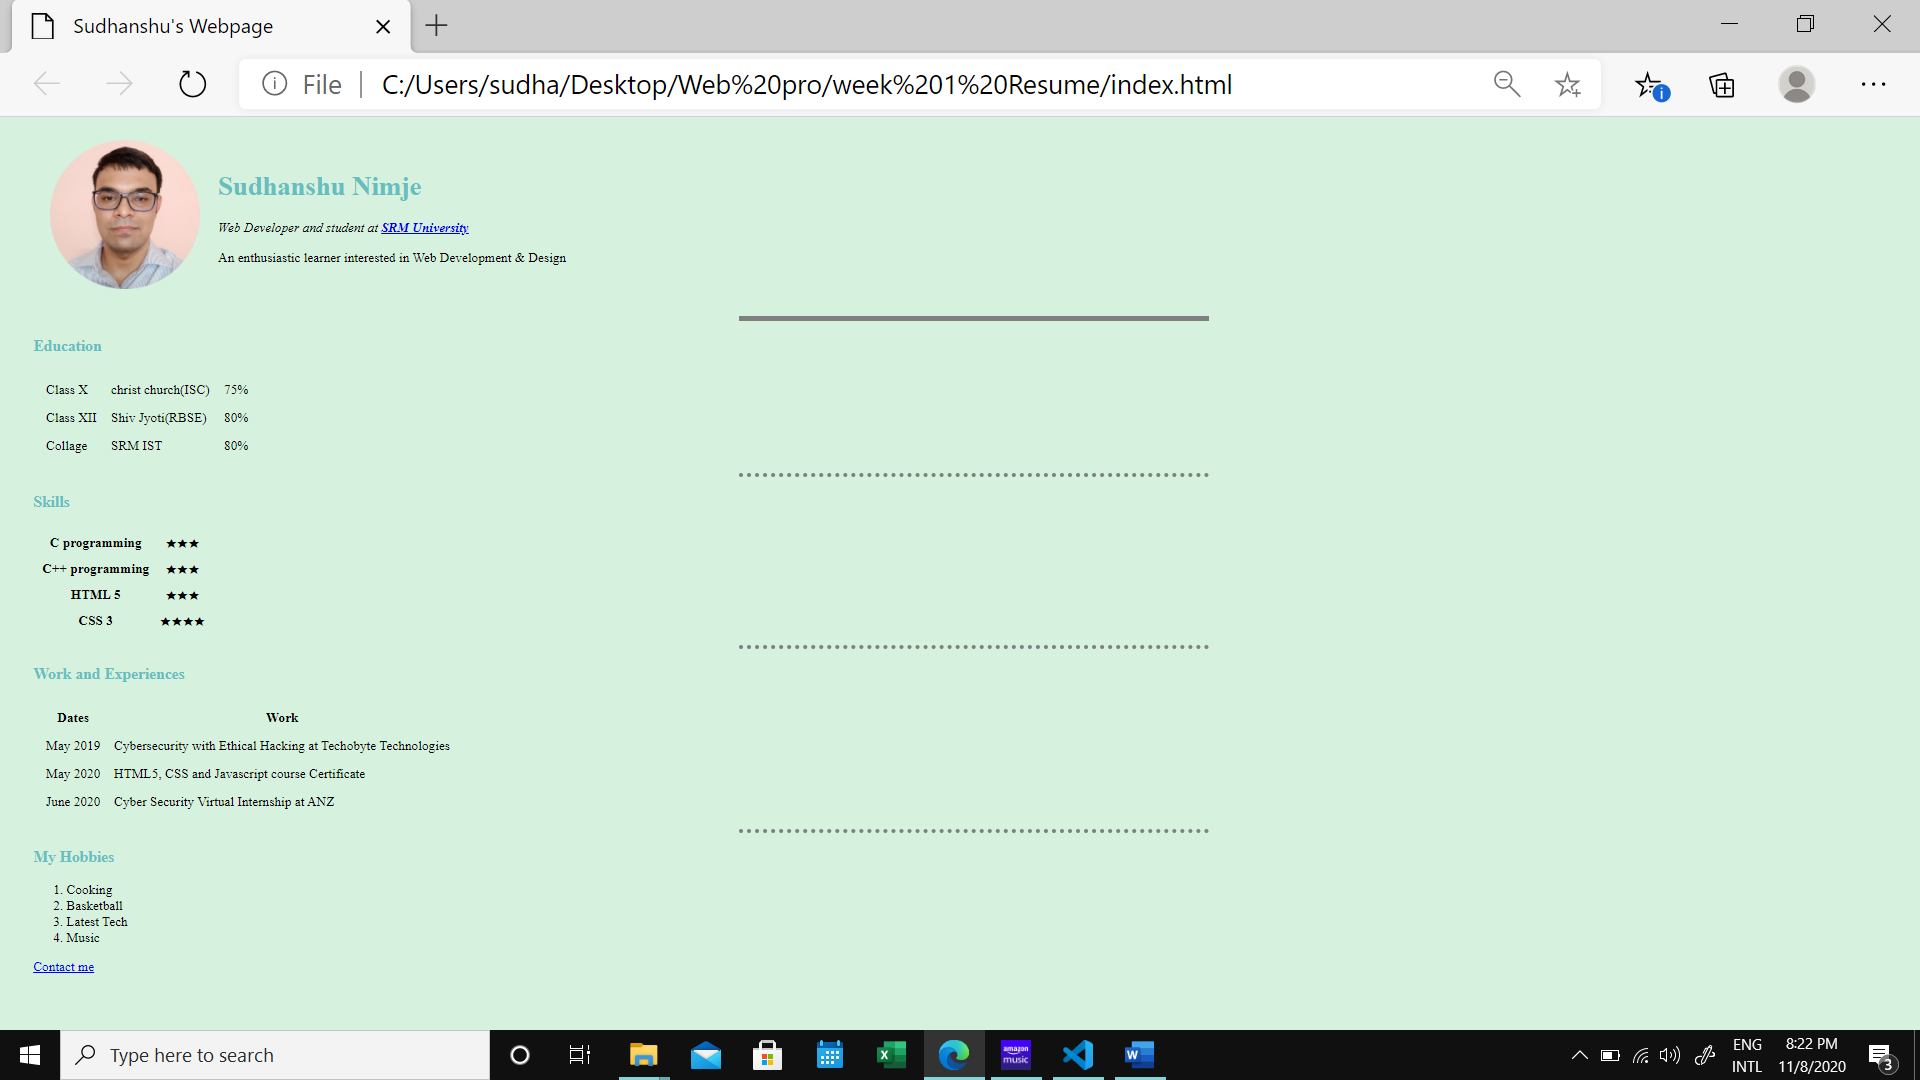 Sudhanshu's Webpage
File | C:/Users/sudha/Desktop/Web%20pro/week%201%20Resume/index.html
Sudhanshu Nimje
Web Developer and student at SRM University
An enthusiastic learner interested in Web Development & Design
Education
Class X christ church(ISC) 75%
Class XII Shiv Jyoti(RBSE) 80%
Collage SRM IST 80%
Skills
C programming ★★★
C++ programming ★★★
HTML 5 ★★★
CSS 3 ★★★★
Work and Experiences
Dates Work
May 2019 Cybersecurity with Ethical Hacking at Techobyte Technologies
May 2020 HTML5, CSS and Javascript course Certificate
June 2020 Cyber Security Virtual Internship at ANZ
My Hobbies
1. Cooking
2. Basketball
3. Latest Tech
4. Music
Contact me
Type here to search
amazon
music
ENG
INTL
8:22 PM
11/8/2020
3